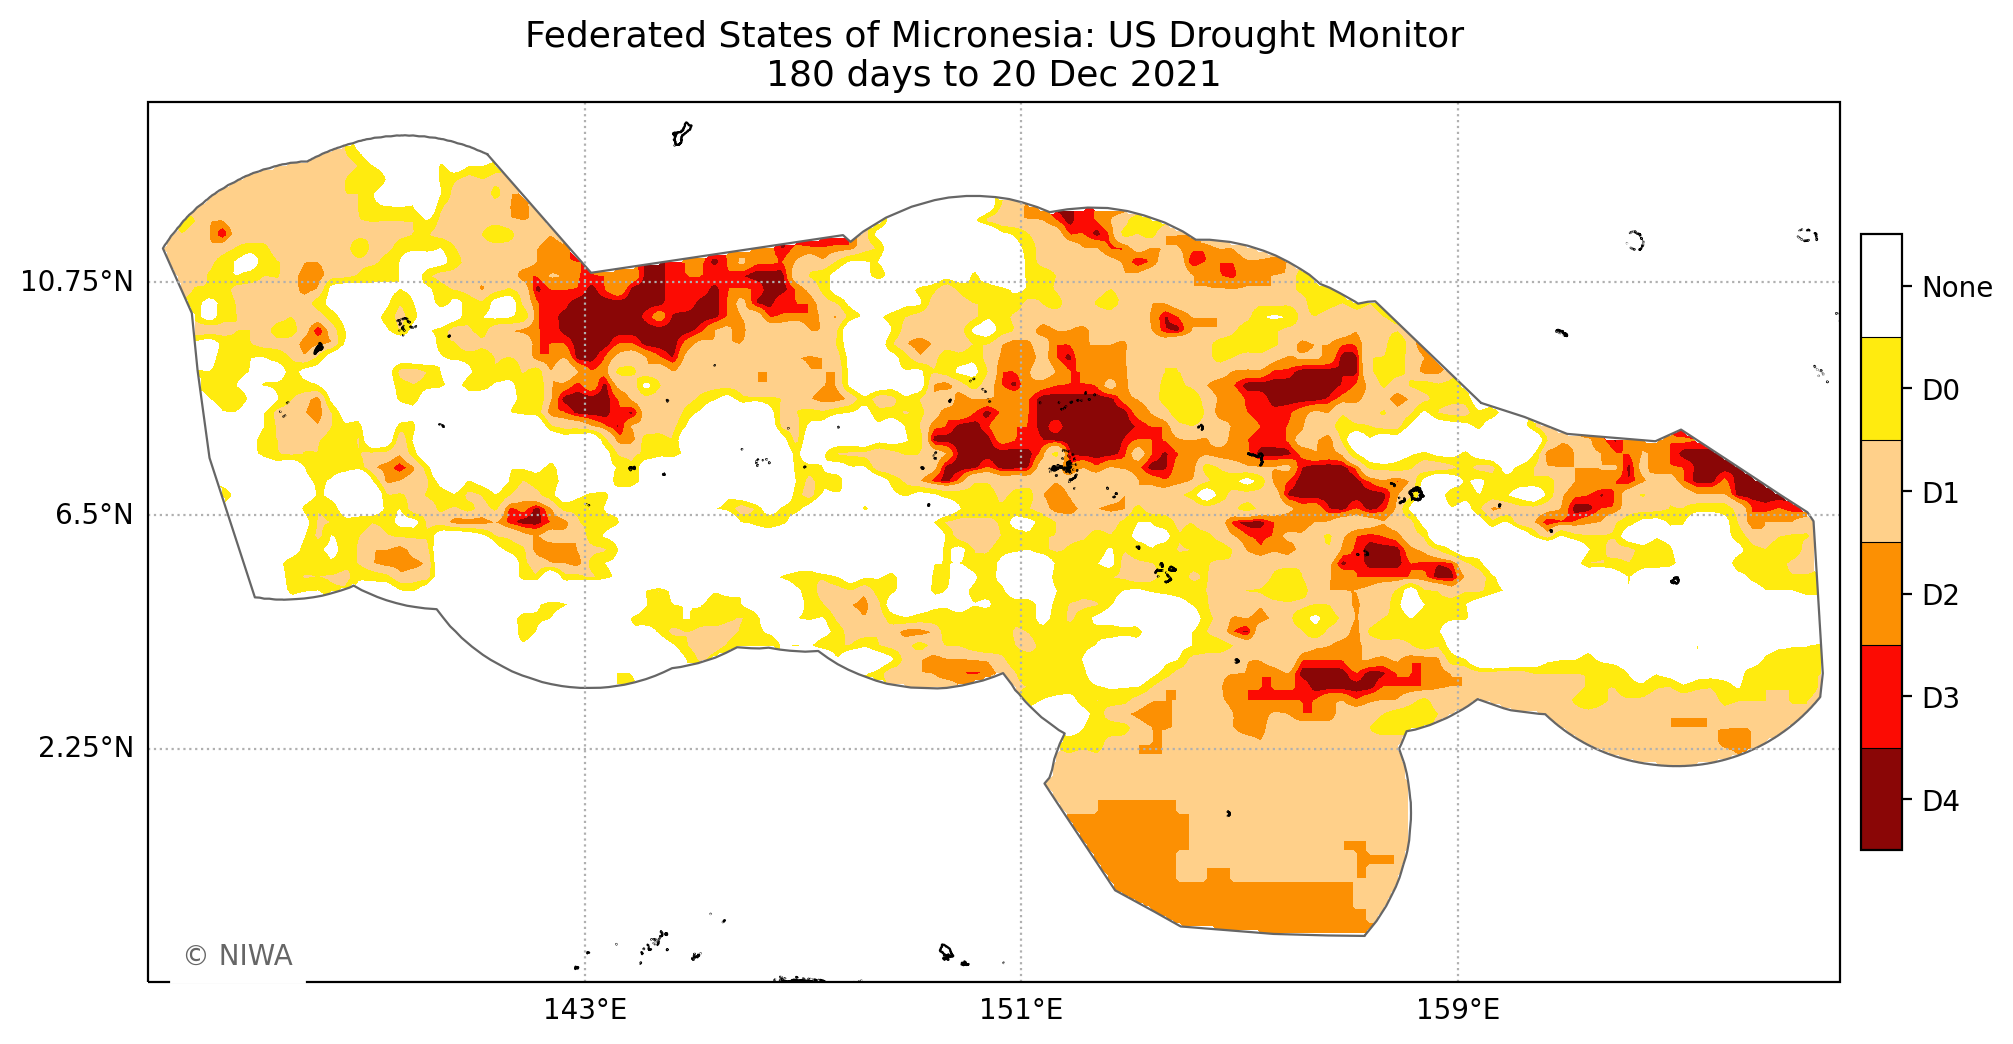 Federated States of Micronesia: US Drought Monitor
180 days to 20 Dec 2021
10.75°N
6.5°N
2.25°N
143°E
151°E
159°E
None
D0
D1
D2
D3
D4
© NIWA